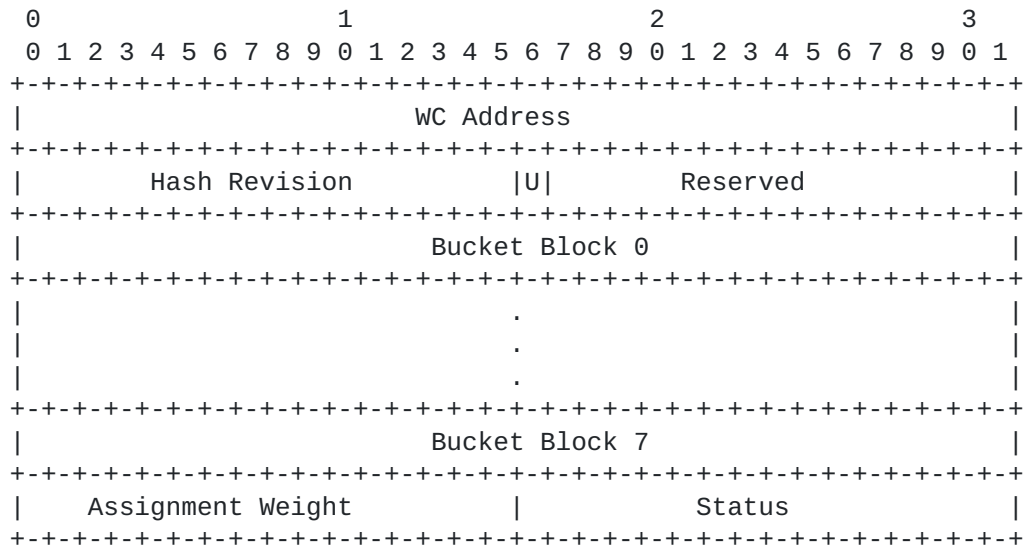 0                   1                   2                   3
 0 1 2 3 4 5 6 7 8 9 0 1 2 3 4 5 6 7 8 9 0 1 2 3 4 5 6 7 8 9 0 1
+-+-+-+-+-+-+-+-+-+-+-+-+-+-+-+-+-+-+-+-+-+-+-+-+-+-+-+-+-+-+-+-+
|                         WC Address                            |
+-+-+-+-+-+-+-+-+-+-+-+-+-+-+-+-+-+-+-+-+-+-+-+-+-+-+-+-+-+-+-+-+
|        Hash Revision          |U|        Reserved             |
+-+-+-+-+-+-+-+-+-+-+-+-+-+-+-+-+-+-+-+-+-+-+-+-+-+-+-+-+-+-+-+-+
|                          Bucket Block 0                       |
+-+-+-+-+-+-+-+-+-+-+-+-+-+-+-+-+-+-+-+-+-+-+-+-+-+-+-+-+-+-+-+-+
|                               .                               |
|                               .                               |
|                               .                               |
+-+-+-+-+-+-+-+-+-+-+-+-+-+-+-+-+-+-+-+-+-+-+-+-+-+-+-+-+-+-+-+-+
|                          Bucket Block 7                       |
+-+-+-+-+-+-+-+-+-+-+-+-+-+-+-+-+-+-+-+-+-+-+-+-+-+-+-+-+-+-+-+-+
|    Assignment Weight          |           Status              |
+-+-+-+-+-+-+-+-+-+-+-+-+-+-+-+-+-+-+-+-+-+-+-+-+-+-+-+-+-+-+-+-+